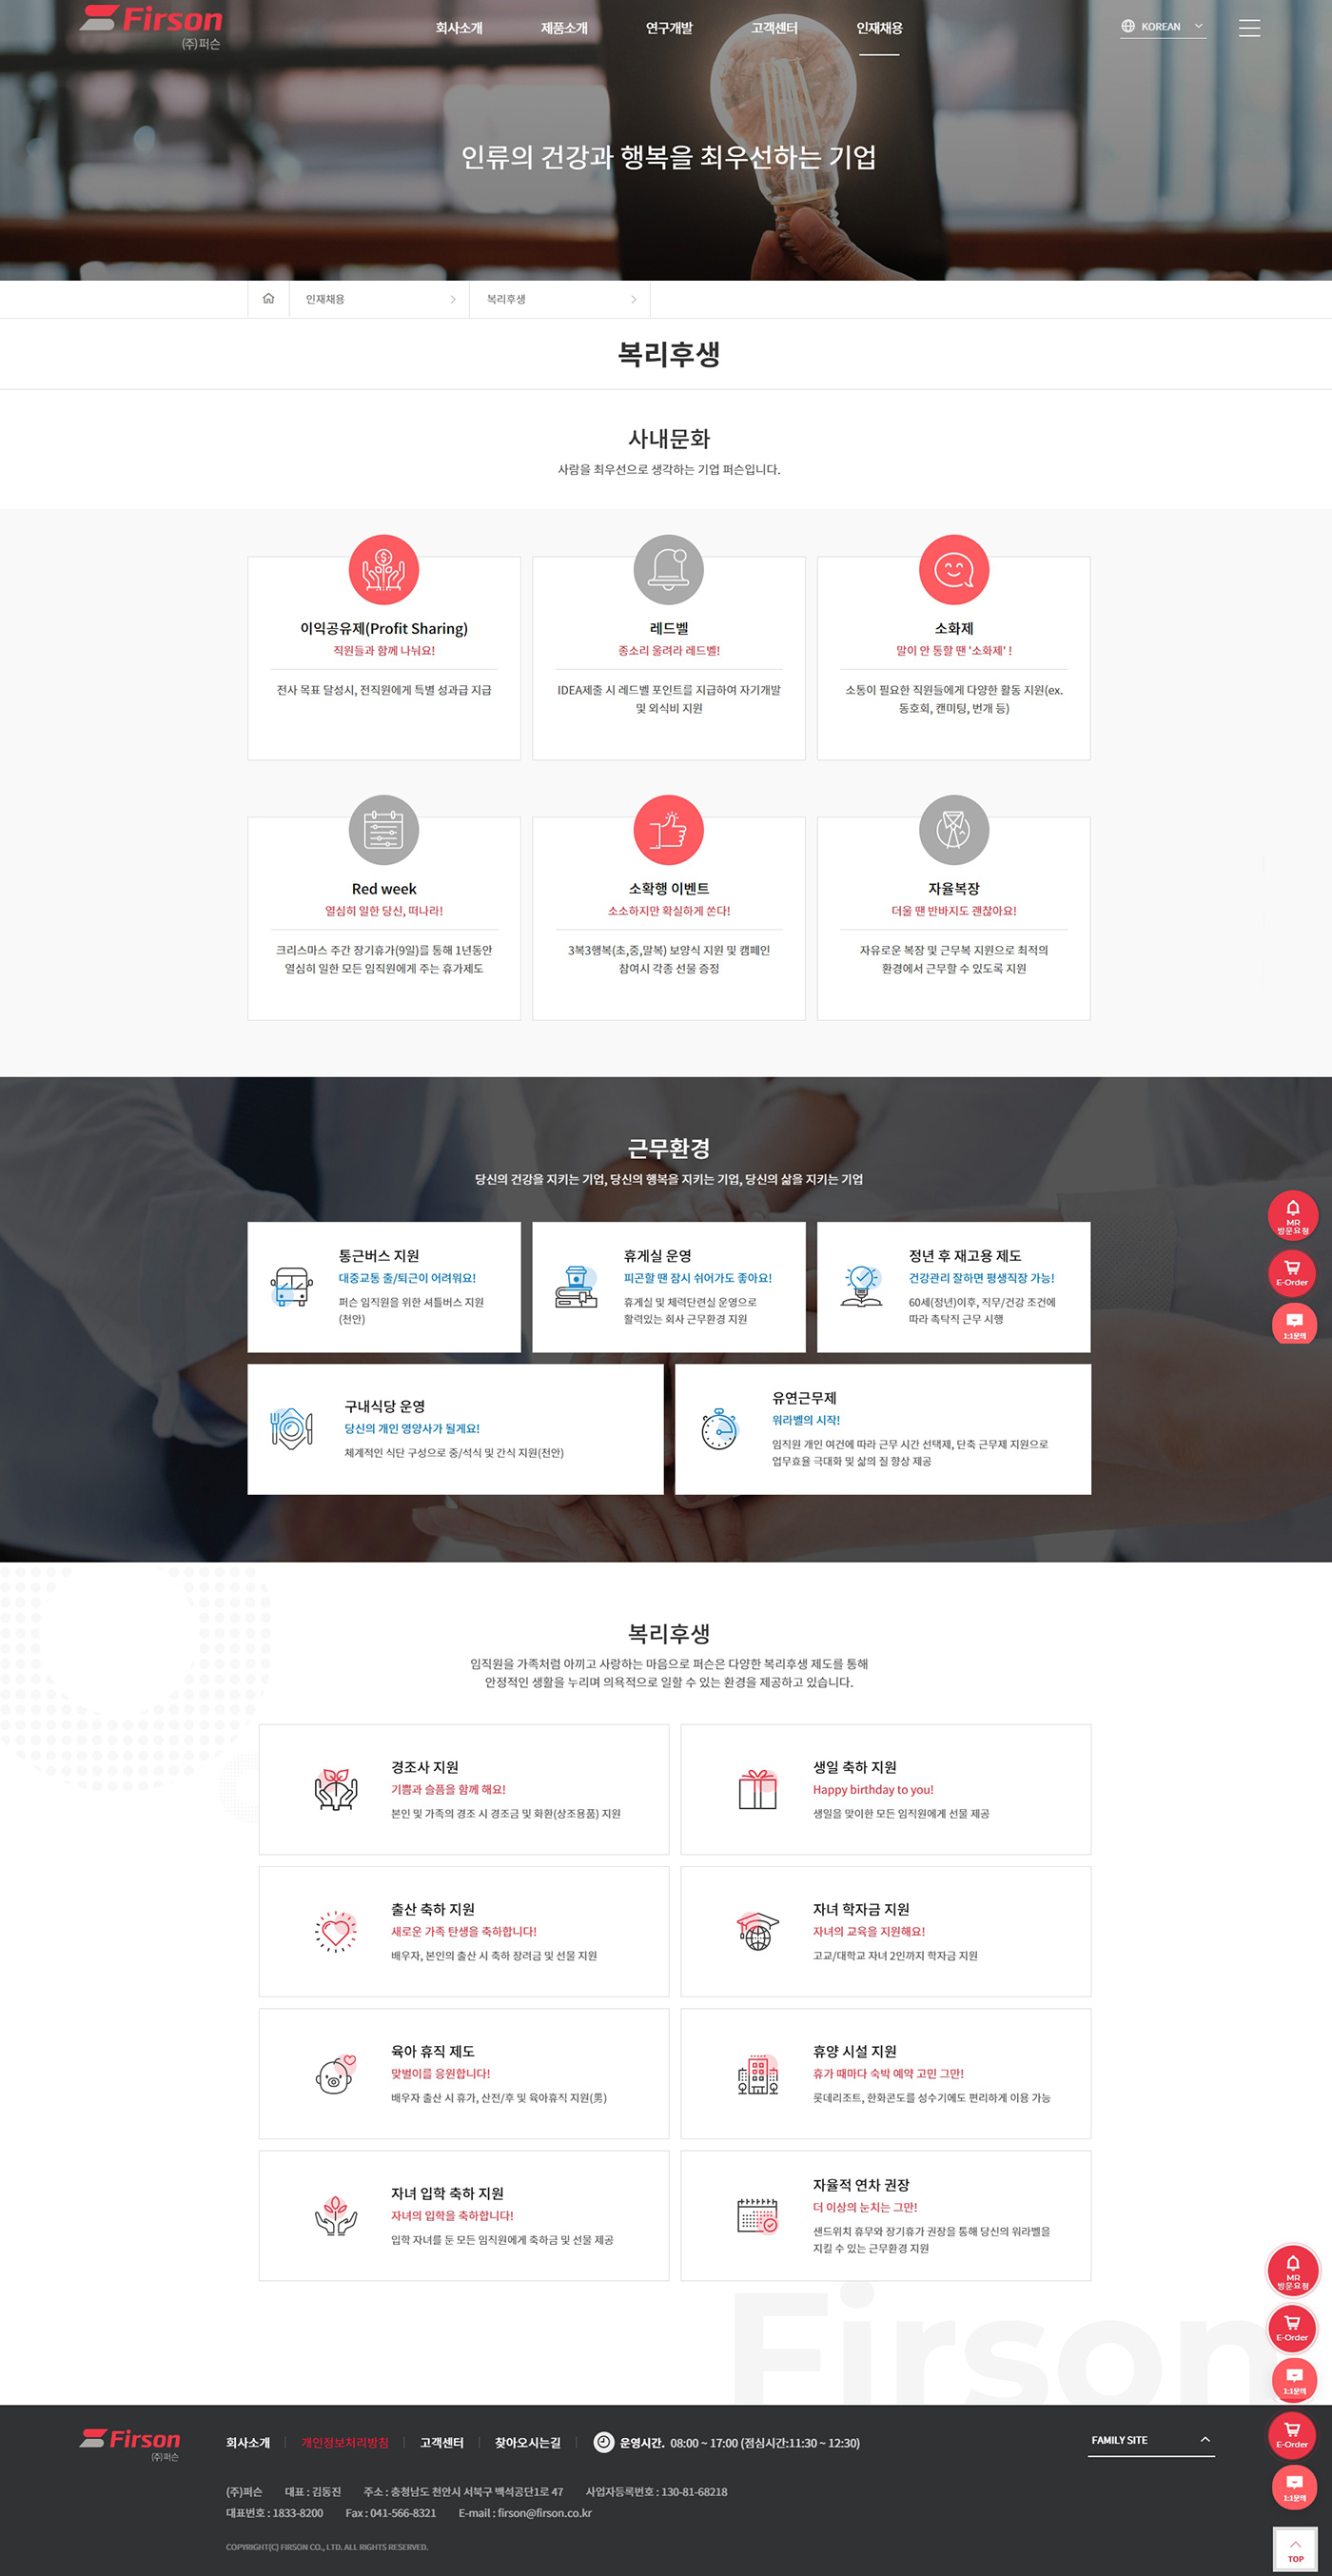 Firson
(주)퍼슨
회사소개
제품소개
연구개발
고객센터
인재채용
KOREAN
인류의 건강과 행복을 최우선하는 기업
인재채용
복리후생
복리후생
사내문화
사람을 최우선으로 생각하는 기업 퍼슨입니다.
이익공유제(Profit Sharing)
직원들과 함께 나눠요!
전사 목표 달성시, 전직원에게 특별 성과급 지급
레드벨
종소리 울려라 레드벨!
IDEA제출 시 레드벨 포인트를 지급하여 자기개발
및 외식비 지원
소화제
말이 안 통할 땐 '소화제' !
소통이 필요한 직원들에게 다양한 활동 지원(ex.
동호회, 캔미팅, 번개 등)
Red week
열심히 일한 당신, 떠나라!
크리스마스 주간 장기휴가(9일)를 통해 1년동안
열심히 일한 모든 임직원에게 주는 휴가제도
소확행 이벤트
소소하지만 확실하게 쏜다!
3복3행복(초,중,말복) 보양식 지원 및 캠페인
참여시 각종 선물 증정
자율복장
더울 땐 반바지도 괜찮아요!
자유로운 복장 및 근무복 지원으로 최적의
환경에서 근무할 수 있도록 지원
근무환경
당신의 건강을 지키는 기업, 당신의 행복을 지키는 기업, 당신의 삶을 지키는 기업
통근버스 지원
대중교통 출/퇴근이 어려워요!
퍼슨 임직원을 위한 셔틀버스 지원
(천안)
휴게실 운영
피곤할 땐 잠시 쉬어가도 좋아요!
휴게실 및 체력단련실 운영으로
활력있는 회사 근무환경 지원
정년 후 재고용 제도
건강관리 잘하면 평생직장 가능!
60세(정년)이후, 직무/건강 조건에
따라 촉탁직 근무 시행
MR
방문요청
E-Order
1:1문의
구내식당 운영
당신의 개인 영양사가 될게요!
체계적인 식단 구성으로 중/석식 및 간식 지원(천안)
유연근무제
워라벨의 시작!
임직원 개인 여건에 따라 근무 시간 선택제, 단축 근무제 지원으로
업무효율 극대화 및 삶의 질 향상 제공
복리후생
임직원을 가족처럼 아끼고 사랑하는 마음으로 퍼슨은 다양한 복리후생 제도를 통해
안정적인 생활을 누리며 의욕적으로 일할 수 있는 환경을 제공하고 있습니다.
경조사 지원
기쁨과 슬픔을 함께 해요!
본인 및 가족의 경조 시 경조금 및 화환(상조용품) 지원
생일 축하 지원
Happy birthday to you!
생일을 맞이한 모든 임직원에게 선물 제공
출산 축하 지원
새로운 가족 탄생을 축하합니다!
배우자, 본인의 출산 시 축하 장려금 및 선물 지원
자녀 학자금 지원
자녀의 교육을 지원해요!
고교/대학교 자녀 2인까지 학자금 지원
육아 휴직 제도
맞벌이를 응원합니다!
배우자 출산 시 휴가, 산전/후 및 육아휴직 지원(男)
휴양 시설 지원
휴가 때마다 숙박 예약 고민 그만!
롯데리조트, 한화콘도를 성수기에도 편리하게 이용 가능
자녀 입학 축하 지원
자녀의 입학을 축하합니다!
입학 자녀를 둔 모든 임직원에게 축하금 및 선물 제공
자율적 연차 권장
더 이상의 눈치는 그만!
샌드위치 휴무와 장기휴가 권장을 통해 당신의 워라벨을
지킬 수 있는 근무환경 지원
MR
방문요청
E-Order
1:1문의
Firson
Firson
(주)퍼슨
회사소개
개인정보처리방침
고객센터
찾아오시는길
운영시간. 08:00 ~ 17:00 (점심시간:11:30 ~ 12:30)
FAMILY SITE
E-Order
1:1문의
(주)퍼슨 대표 : 김동진 주소 : 충청남도 천안시 서북구 백석공단1로 47 사업자등록번호 : 130-81-68218
대표번호 : 1833-8200 Fax : 041-566-8321 E-mail : firson@firson.co.kr
COPYRIGHT(C) FIRSON CO., LTD. ALL RIGHTS RESERVED.
TOP